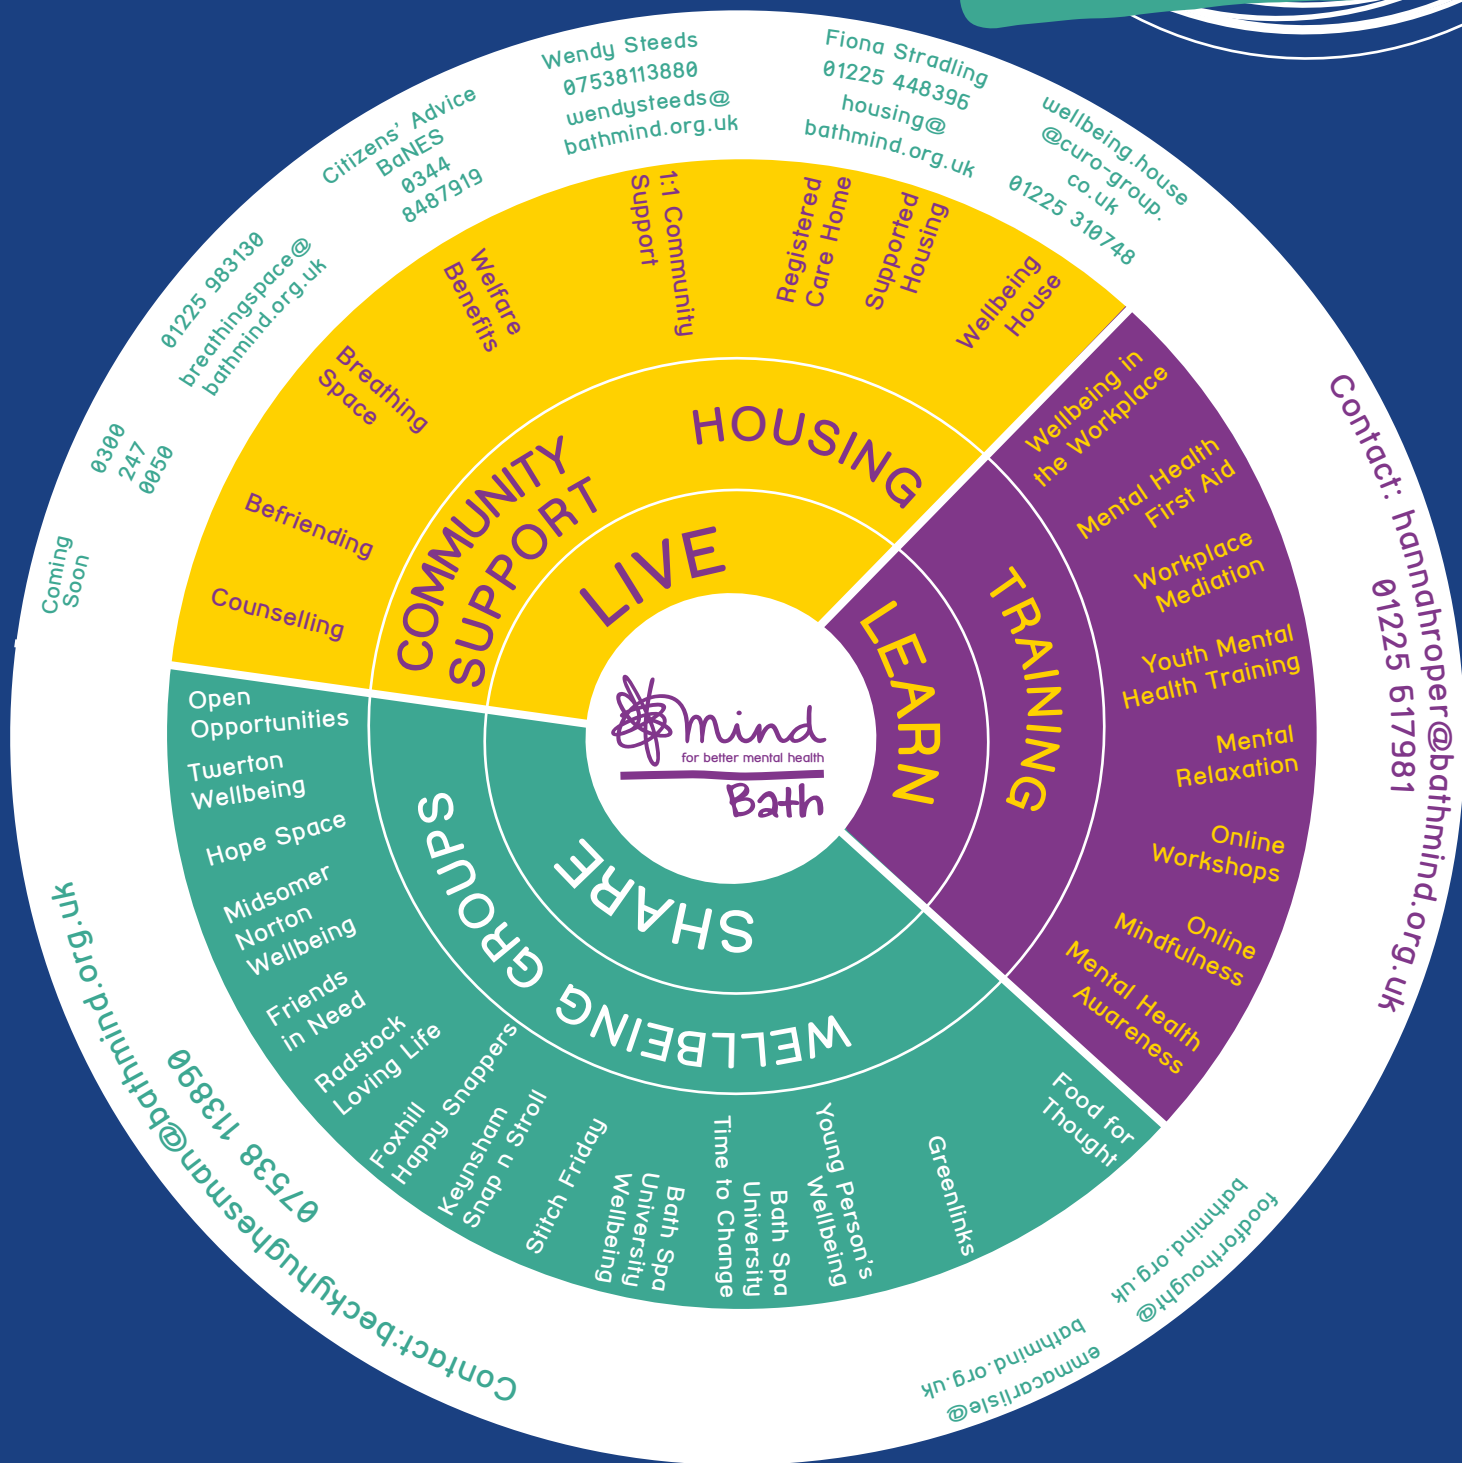 mind
for better mental health
Bath
LIVE
HOUSING
COMMUNITY
SUPPORT
Counselling
Coming
Soon
Befriending
0300
247
0050
Breathing
Space
01225 983130
breathingspace@
bathmind.org.uk
Welfare
Benefits
Citizens' Advice
BaNES
0344
8487919
1:1 Community
Support
Wendy Steeds
07538113880
wendysteeds@
bathmind.org.uk
Registered
Care Home
Supported
Housing
Fiona Stradling
01225 448396
housing@
bathmind.org.uk
Wellbeing
House
wellbeing.house
@curo-group.
co.uk
01225 310748
LEARN
TRAINING
Wellbeing in
the Workplace
Mental Health
First Aid
Workplace
Mediation
Youth Mental
Health Training
Mental
Relaxation
Online
Workshops
Online
Mindfulness
Mental Health
Awareness
Contact: hannahroper@bathmind.org.uk
01225 617981
SHARE
WELLBEING GROUPS
Food for
Thought
foodforthought@
bathmind.org.uk
Greenlinks
emmacarlisle@
bathmind.org.uk
Young Person's
Wellbeing
Bath Spa
University
Time to Change
Bath Spa
University
Wellbeing
Stitch Friday
Keynsham
Snap n Stroll
Foxhill
Happy Snappers
Radstock
Loving Life
Friends
in Need
Midsomer
Norton
Wellbeing
Hope Space
Twerton
Wellbeing
Open
Opportunities
Contact:beckyhughesman@bathmind.org.uk
07538 113890